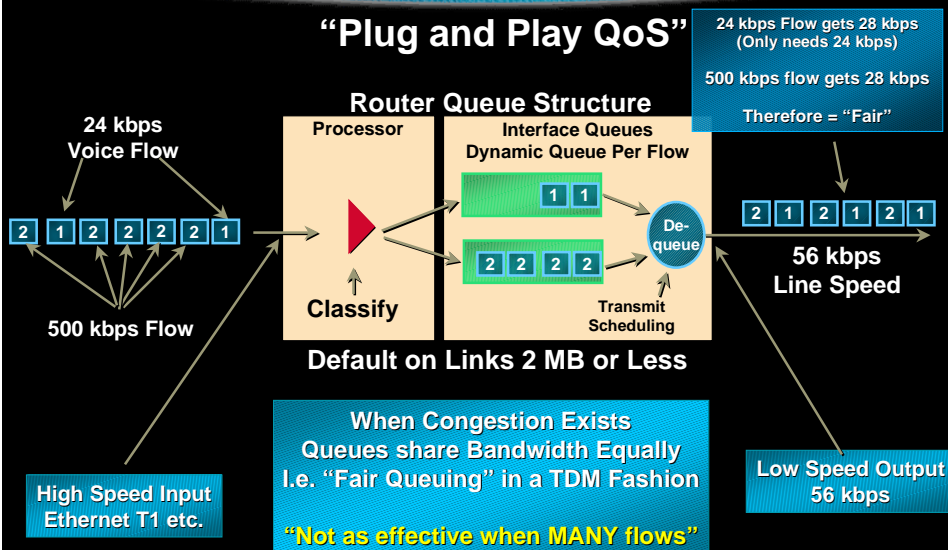 “Plug and Play QoS”
24 kbps Flow gets 28 kbps
(Only needs 24 kbps)
500 kbps flow gets 28 kbps
Therefore = “Fair”
Router Queue Structure
24 kbps
Voice Flow
Processor
Interface Queues
Dynamic Queue Per Flow
1 1
2 1 2 2 2 2 1
De-
queue
2 1 2 1 2 1
2 2 2 2
56 kbps
Line Speed
Classify
Transmit
Scheduling
500 kbps Flow
Default on Links 2 MB or Less
When Congestion Exists
Queues share Bandwidth Equally
I.e. “Fair Queuing” in a TDM Fashion
“Not as effective when MANY flows”
High Speed Input
Ethernet T1 etc.
Low Speed Output
56 kbps